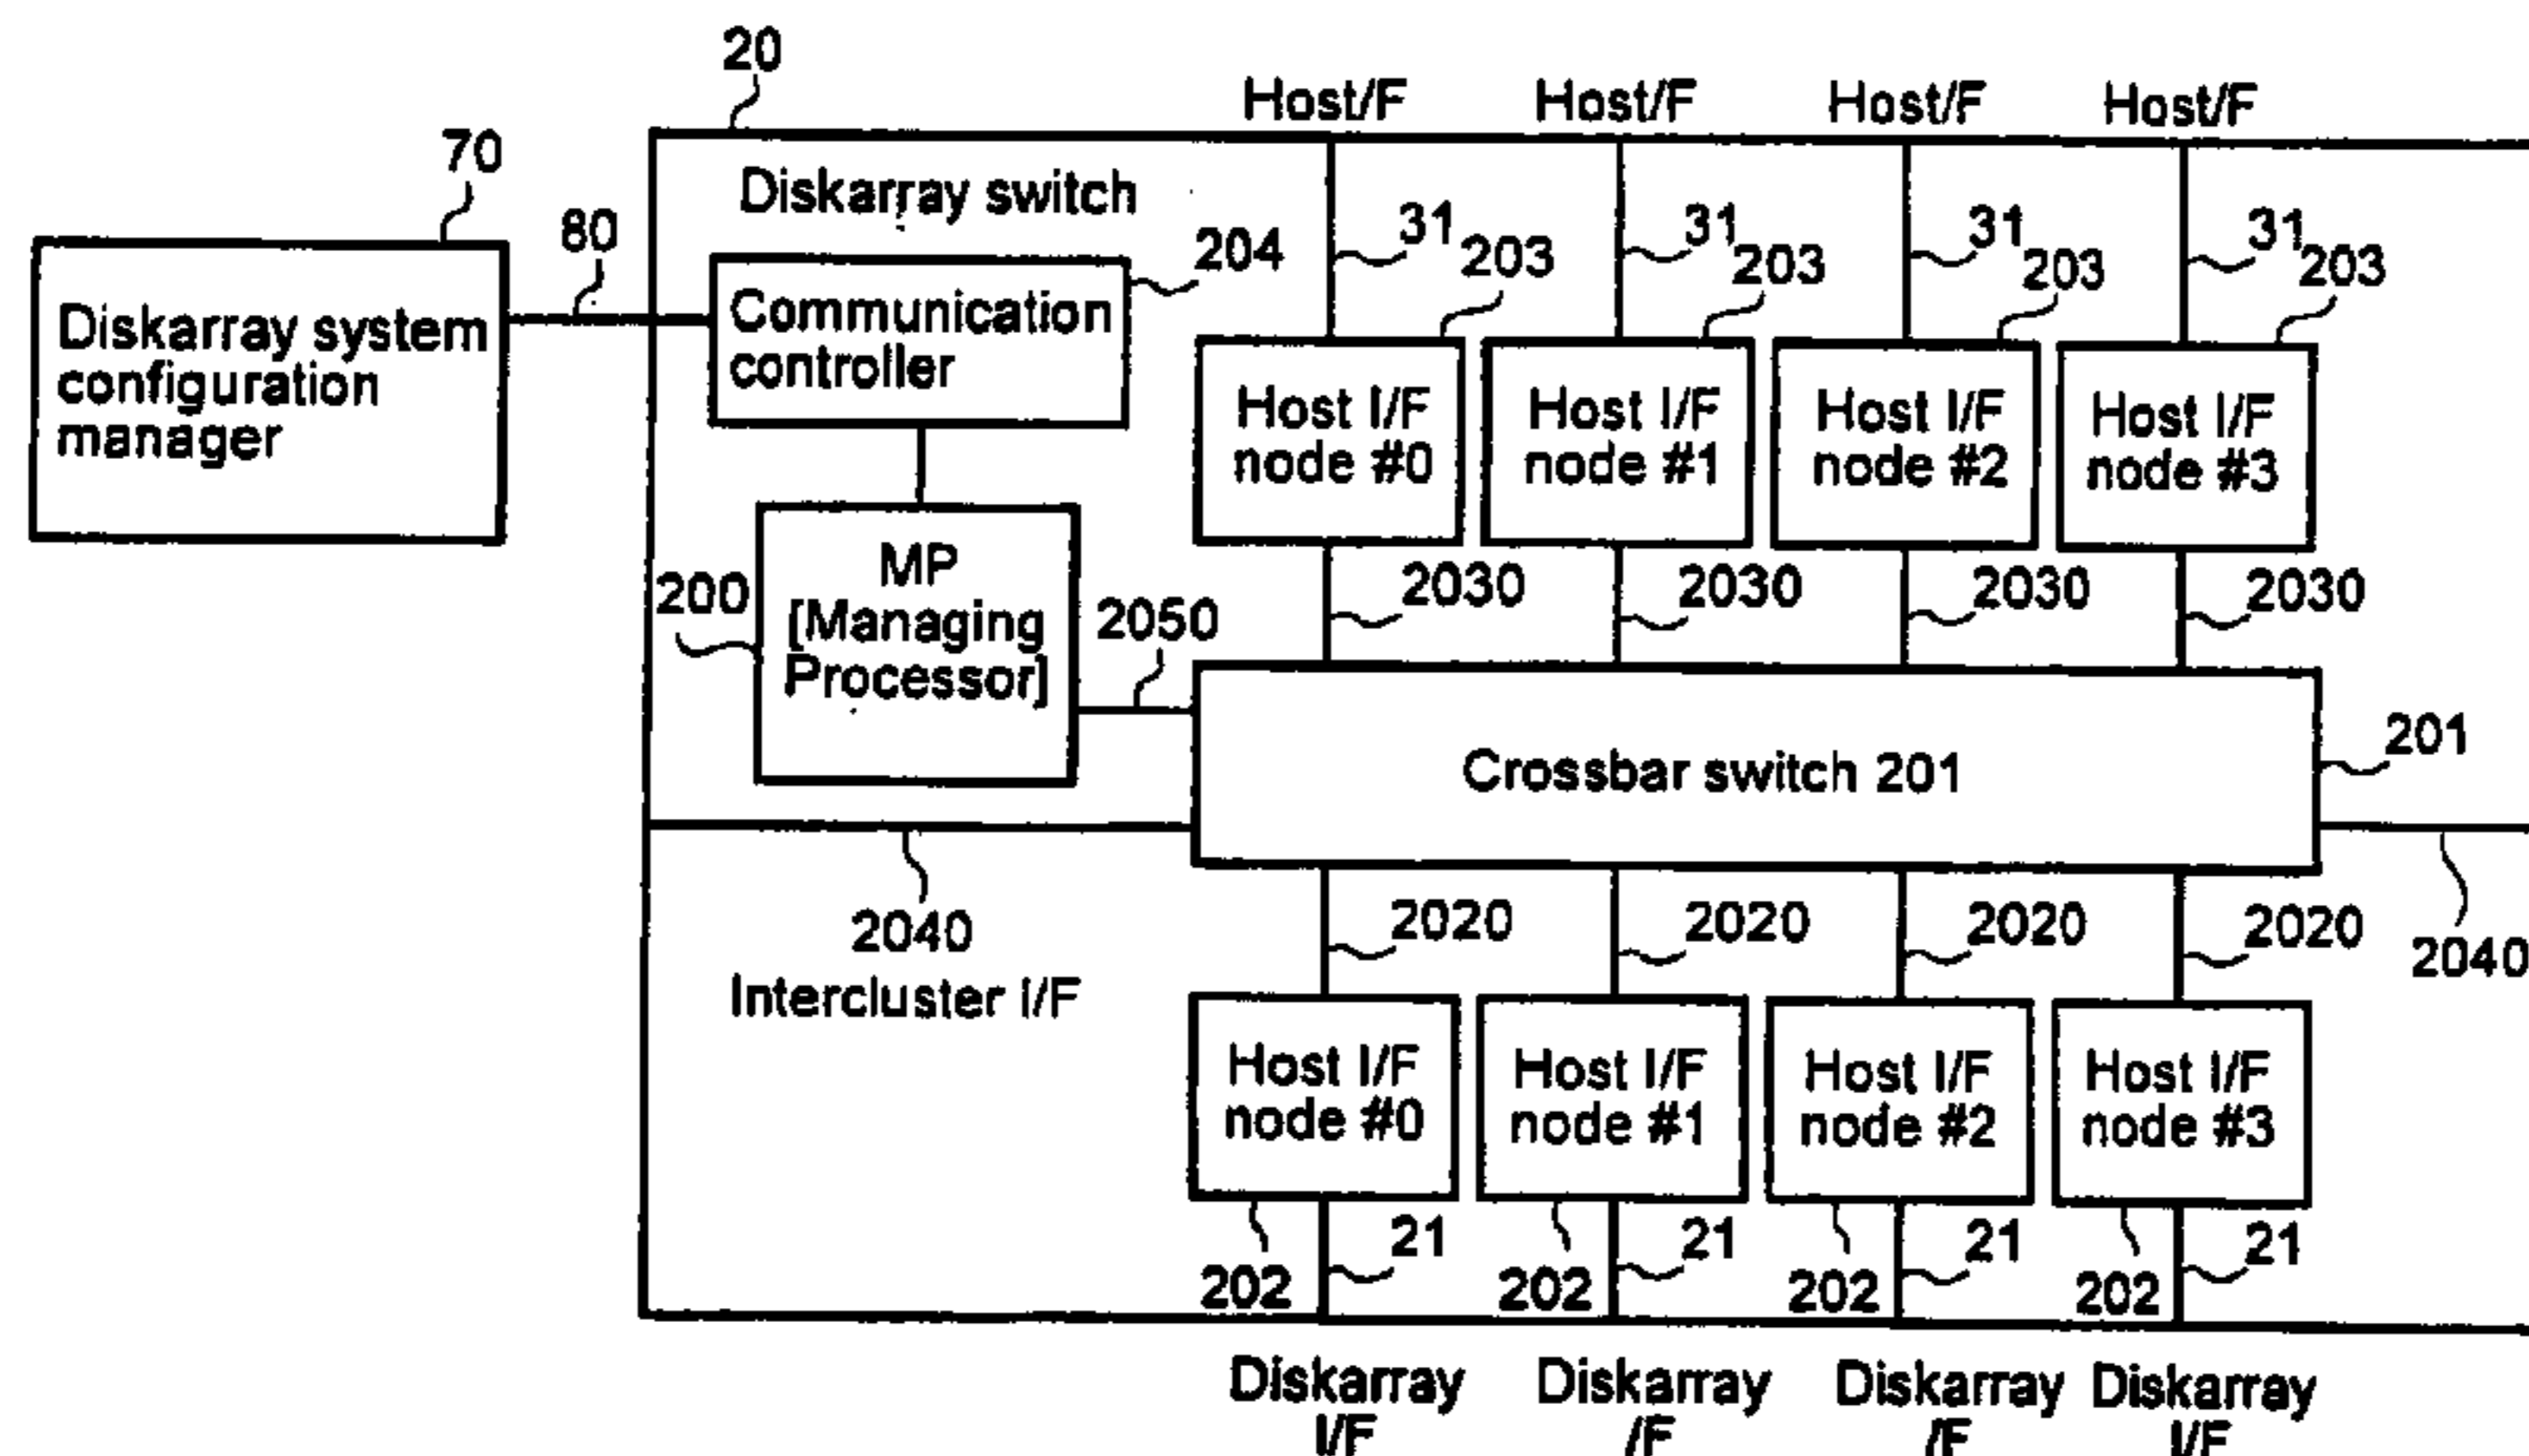 20
Host/F Host/F Host/F Host/F
70
Diskarray switch
80
204
31 31 31 31
203 203 203 203
Diskarray system
configuration
manager
Communication
controller
Host I/F
node #0
Host I/F
node #1
Host I/F
node #2
Host I/F
node #3
200
MP
[Managing
Processor]
2050
2030 2030 2030 2030
Crossbar switch 201
201
2040
Intercluster I/F
2020 2020 2020 2020
2040
Host I/F
node #0
Host I/F
node #1
Host I/F
node #2
Host I/F
node #3
21 21 21 21
202 202 202 202
Diskarray
I/F
Diskarray
/F
Diskarray
/F
Diskarray
I/F